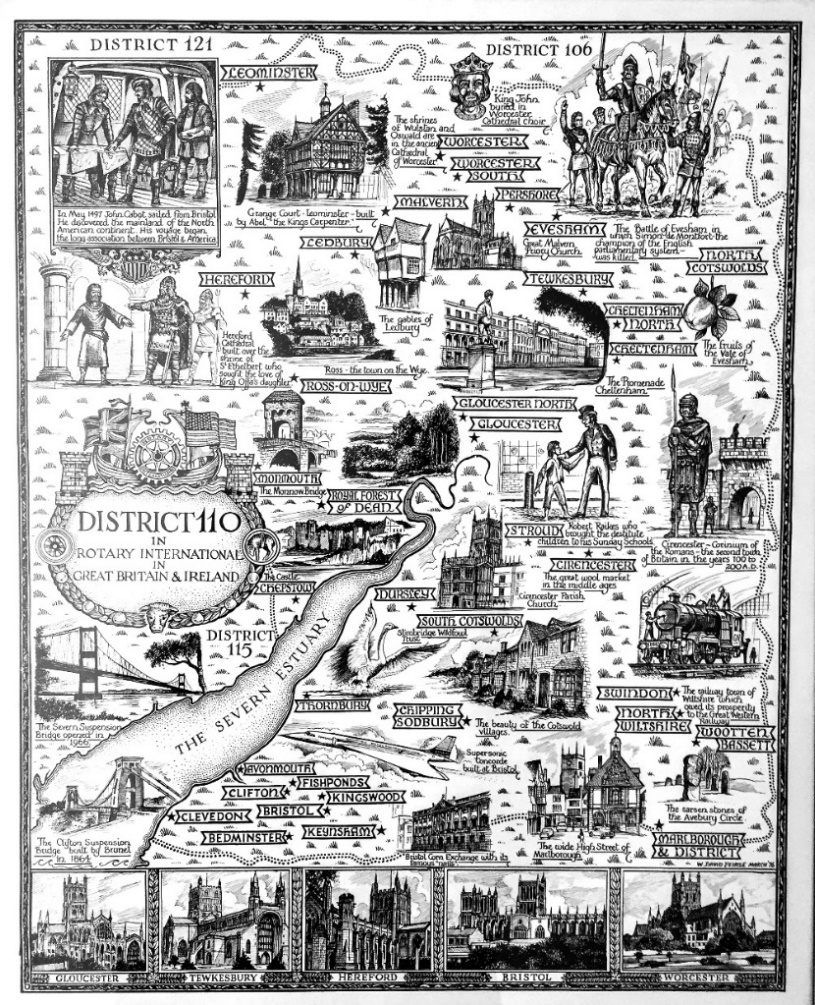 DISTRICT 121
DISTRICT 106
LEOMINSTER
King John
buried in
Worcester
Cathedral choir
The shrines
of Wulstan and
Oswald are
in the ancient
Cathedral
of Worcester
WORCESTER
WORCESTER
SOUTH
In May 1497 John Cabot sailed from Bristol
He discovered the mainland of the North
American continent. His voyage began
the long association between Bristol & America
Grange Court - Leominster - built
by Abel "the Kings Carpenter"
MALVERN
PERSHORE
EVESHAM
The Battle of Evesham in
which Simon de Montfort the
champion of the English
parliamentary system -
was killed.
Great Malvern
Priory Church.
LEDBURY
NORTH
COTSWOLDS
HEREFORD
TEWKESBURY
The gables of
Ledbury
CHELTENHAM
NORTH
CHELTENHAM
The fruits of
the Vale of
Evesham
Hereford
Cathedral
built over the
shrine of
St Ethelbert who
sought the love of
King Offa's daughter
Ross - the town on the Wye.
ROSS-ON-WYE
The Promenade
Cheltenham
GLOUCESTER NORTH
GLOUCESTER
MONMOUTH
The Monnow Bridge
ROYAL FOREST
OF DEAN
DISTRICT 110
IN
ROTARY INTERNATIONAL
IN
GREAT BRITAIN & IRELAND
STROUD
Robert Raikes who
brought the destitute
children to his Sunday Schools.
Cirencester - Corinium of
the Romans - the second town
of Britain in the years 100 to
200 A.D.
CIRENCESTER
The great wool market
in the middle ages
Cirencester Parish
Church
The Castle
CHEPSTOW
DURSLEY
SOUTH COTSWOLDS
Slimbridge Wildfowl
Trust
DISTRICT
115
THE SEVERN ESTUARY
The Severn Suspension
Bridge opened in
1966
THORNBURY
CHIPPING
SODBURY
The beauty of the Cotswold
villages.
SWINDON
The railway town of
Wiltshire which
owed its prosperity
to the Great Western
Railway
NORTH
WILTSHIRE
WOOTTEN
BASSETT
Supersonic
Concorde
built at Bristol
AVONMOUTH
FISHPONDS
CLIFTON
KINGSWOOD
CLEVEDON
BRISTOL
BEDMINSTER
KEYNSHAM
The Clifton Suspension
Bridge built by Brunel
in 1864
Bristol Corn Exchange with its
famous "nails"
The wide High Street of
Marlborough
The sarsen stones of
the Avebury Circle.
MARLBOROUGH
& DISTRICT
GLOUCESTER
TEWKESBURY
HEREFORD
BRISTOL
WORCESTER